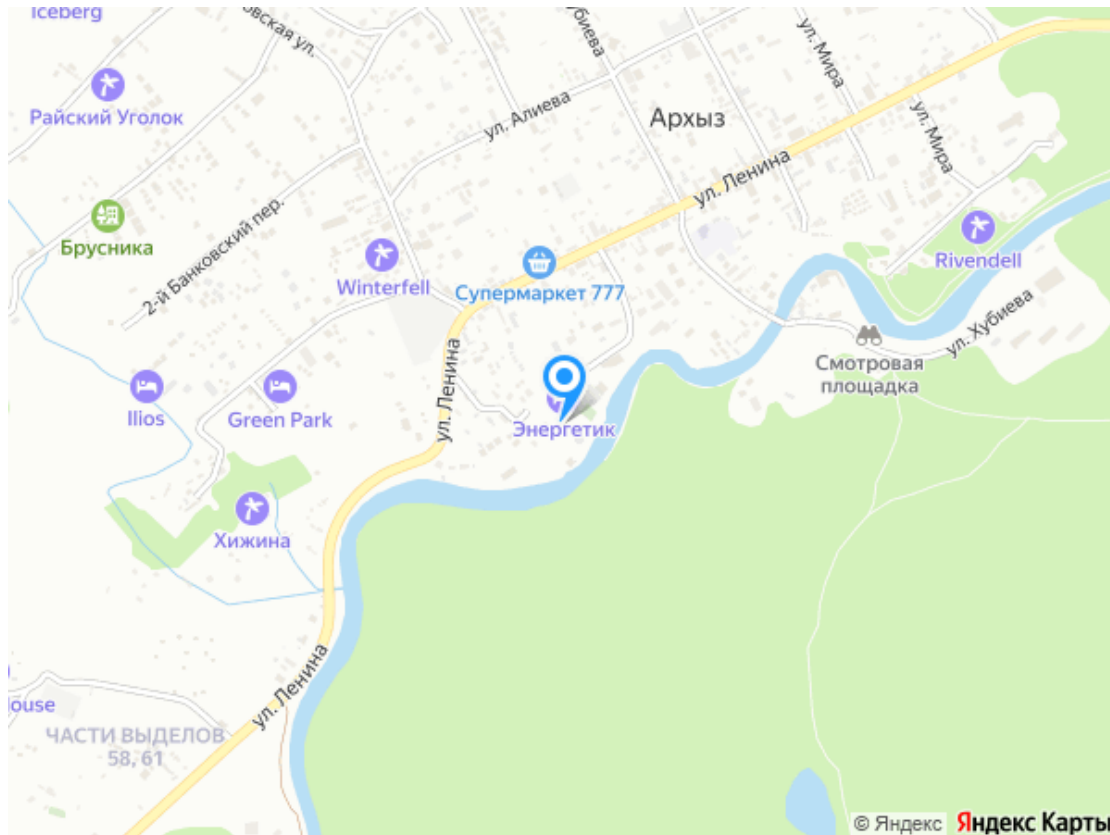 Iceberg
овская ул.
убиева
ул. Мира
Райский Уголок
ул. Алиева
Архыз
ул. Мира
ул. Ленина
Брусника
2-й Банковский пер.
Winterfell
Супермаркет 777
Rivendell
ул. Хубиева
Смотровая
площадка
Ilios
Green Park
ул. Ленина
Энергетик
Хижина
ул. Ленина
ouse
ЧАСТИ ВЫДЕЛОВ
58, 61
© Яндекс Яндекс Карты